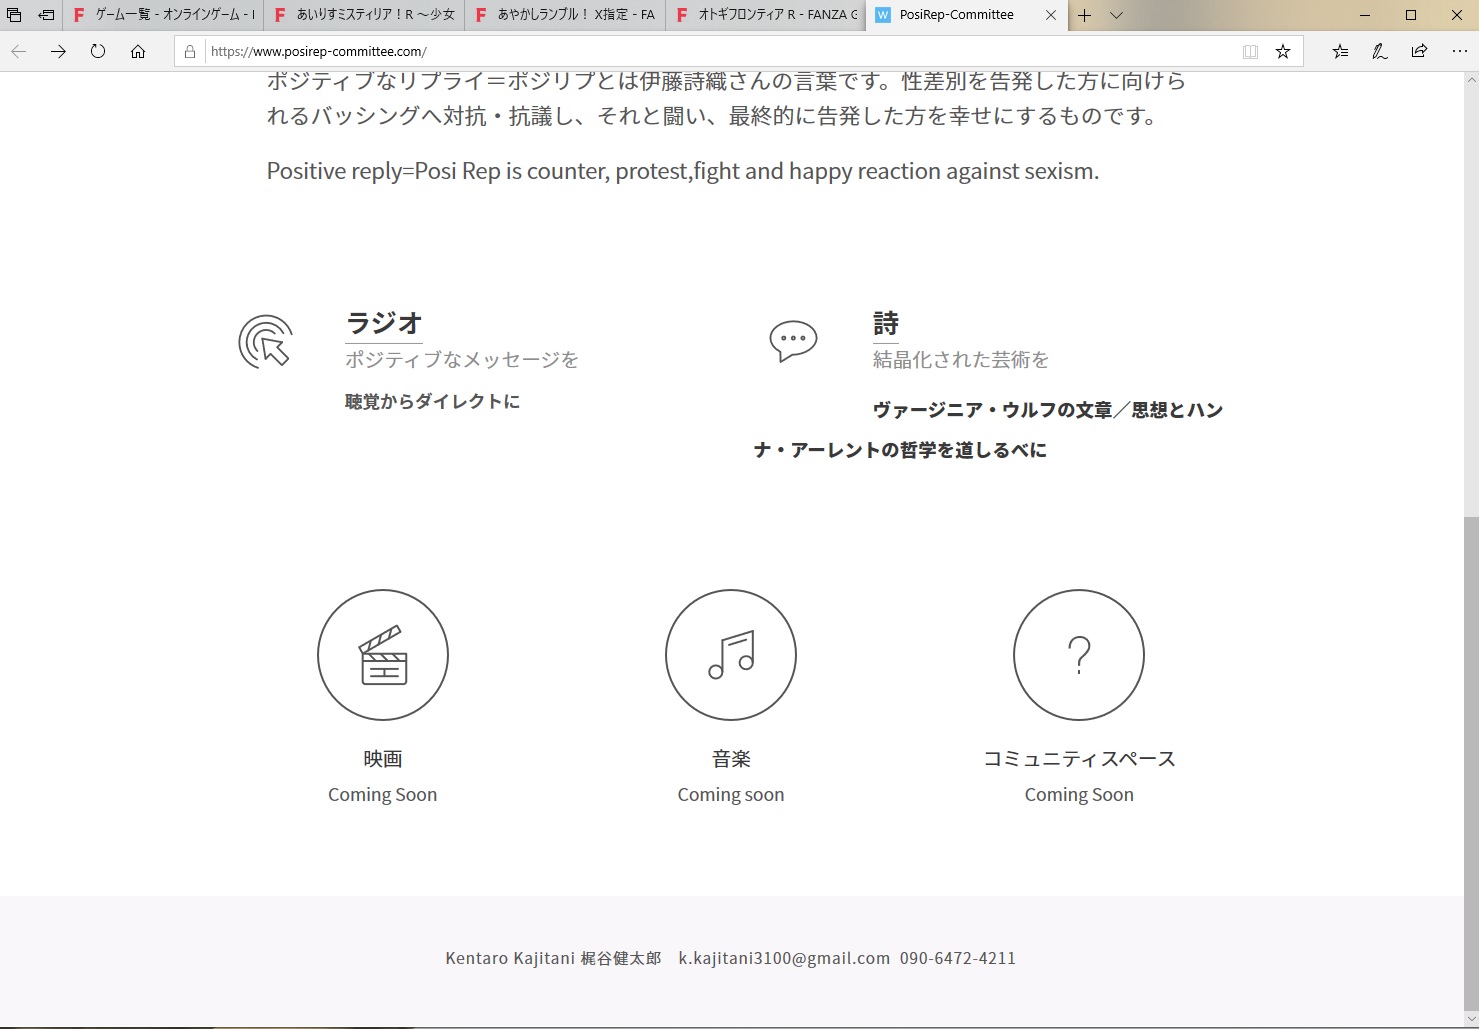 ゲーム一覧 - オンラインゲーム - I
あいりすミスティリア！R ～少女
あやかしランブル！ X指定 - FA
オトギフロンティア R - FANZA G
PosiRep-Committee
https://www.posirep-committee.com/
ポジティブなリプライ＝ポジリプとは伊藤詩織さんの言葉です。性差別を告発した方に向けら
れるバッシングへ対抗・抗議し、それと闘い、最終的に告発した方を幸せにするものです。
Positive reply=Posi Rep is counter, protest,fight and happy reaction against sexism.
ラジオ
ポジティブなメッセージを
聴覚からダイレクトに
詩
結晶化された芸術を
ヴァージニア・ウルフの文章／思想とハン
ナ・アーレントの哲学を道しるべに
映画
Coming Soon
音楽
Coming soon
コミュニティスペース
Coming Soon
Kentaro Kajitani 梶谷健太郎 k.kajitani3100@gmail.com 090-6472-4211